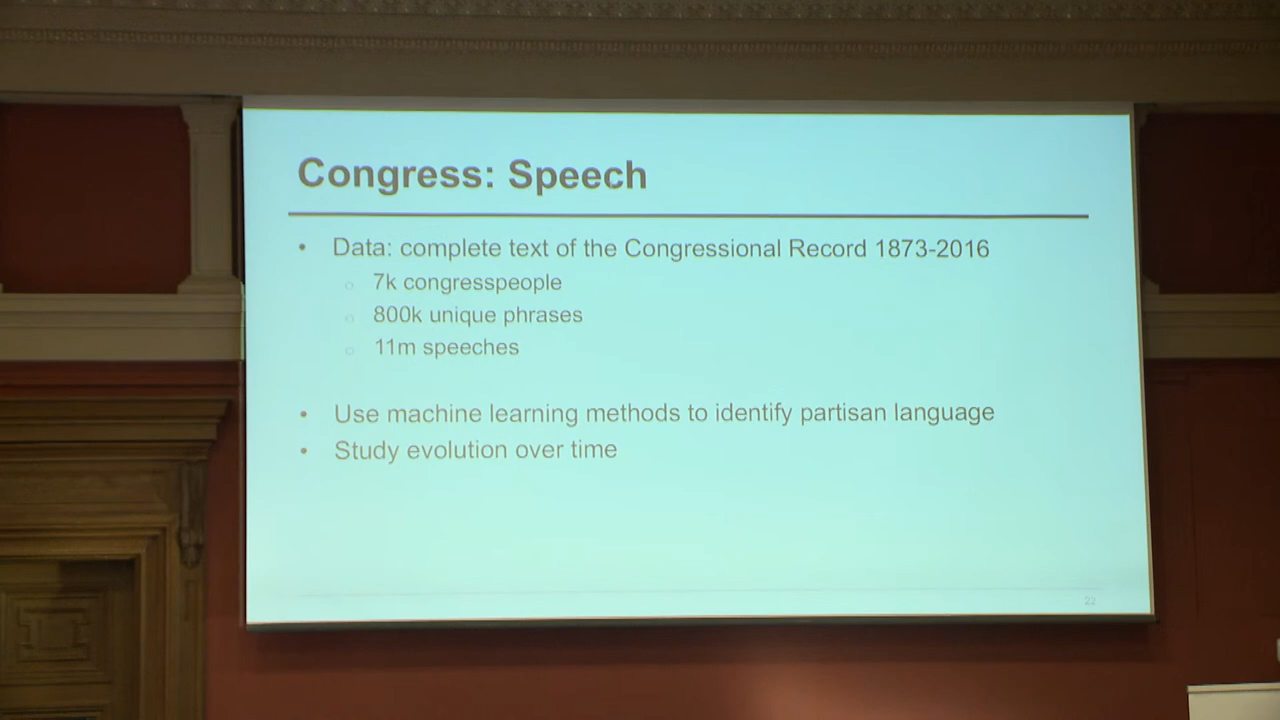 Congress: Speech
• Data: complete text of the Congressional Record 1873-2016
○ 7k congresspeople
○ 800k unique phrases
○ 11m speeches
• Use machine learning methods to identify partisan language
• Study evolution over time
22